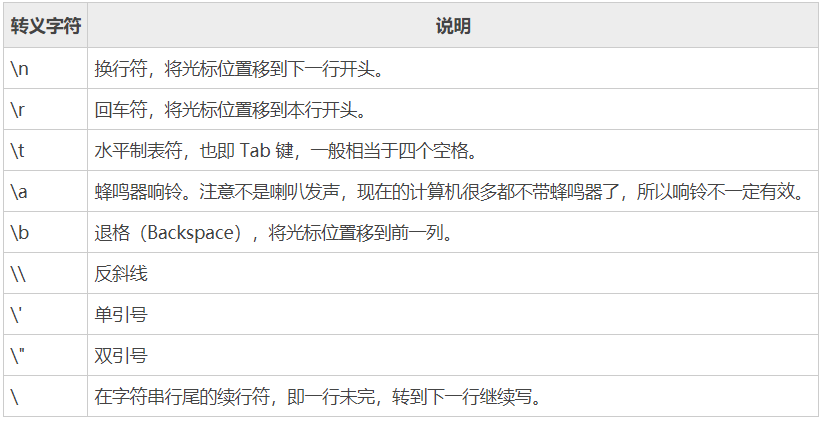 转义字符 说明
\n 换行符，将光标位置移到下一行开头。
\r 回车符，将光标位置移到本行开头。
\t 水平制表符，也即 Tab 键，一般相当于四个空格。
\a 蜂鸣器响铃。注意不是喇叭发声，现在的计算机很多都不带蜂鸣器了，所以响铃不一定有效。
\b 退格（Backspace），将光标位置移到前一列。
\\ 反斜线
\' 单引号
\" 双引号
\ 在字符串行尾的续行符，即一行未完，转到下一行继续写。